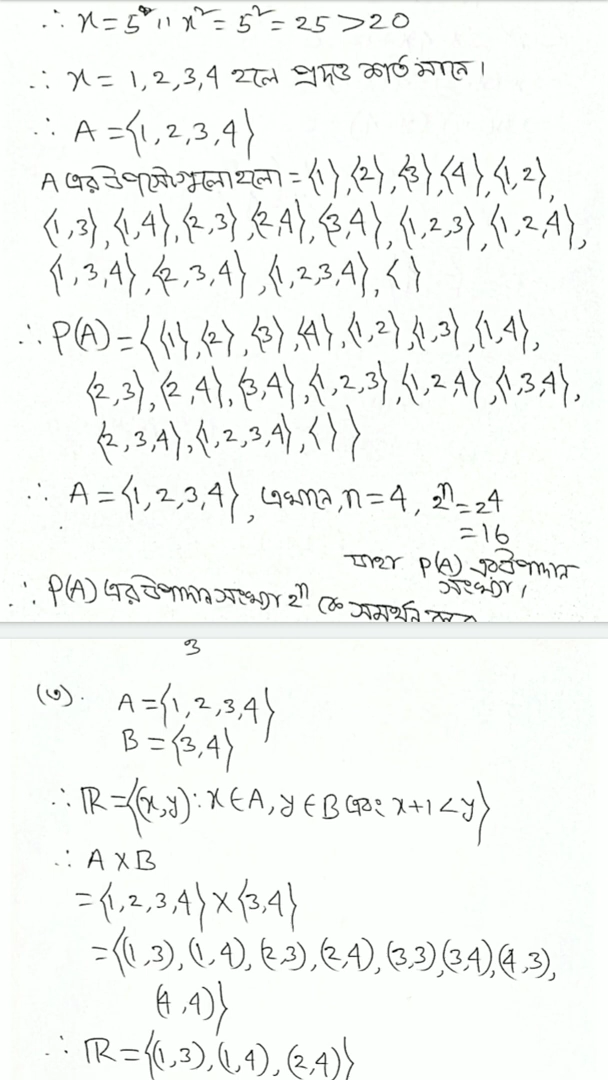 ∴ x = 5 '' x² = 5² = 25 > 20
∴ x = 1, 2, 3, 4 হলে প্রদত্ত শর্ত মানে।
∴ A = {1, 2, 3, 4}
A এর উপসেটগুলো হলো = {1}, {2}, {3}, {4}, {1, 2},
{1, 3}, {1, 4}, {2, 3}, {2, 4}, {3, 4}, {1, 2, 3}, {1, 2, 4},
{1, 3, 4}, {2, 3, 4}, {1, 2, 3, 4}, { }
∴ P(A) = {{1}, {2}, {3}, {4}, {1, 2}, {1, 3}, {1, 4},
{2, 3}, {2, 4}, {3, 4}, {1, 2, 3}, {1, 2, 4}, {1, 3, 4},
{2, 3, 4}, {1, 2, 3, 4}, { }}
∴ A = {1, 2, 3, 4}, এখানে, n = 4, 2ⁿ = 2⁴
= 16
যাহা P(A) এর উপাদান
সংখ্যা।
∴ P(A) এর উপাদান সংখ্যা 2ⁿ কে সমর্থন করে
3
(৩). A = {1, 2, 3, 4}
B = {3, 4}
∴ R = {(x, y) : x ∈ A, y ∈ B এবং x + 1 < y}
∴ A × B
= {1, 2, 3, 4} × {3, 4}
= {(1, 3), (1, 4), (2, 3), (2, 4), (3, 3) (3, 4) (4, 3),
(4, 4)}
∴ R = {(1, 3), (1, 4), (2, 4)}